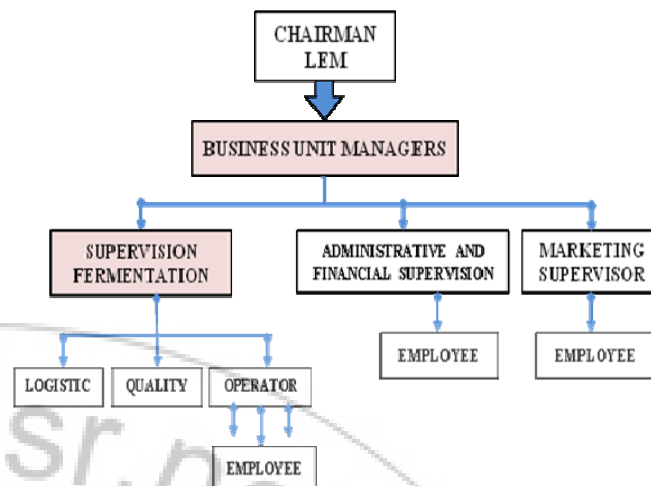 CHAIRMAN
LEM
BUSINESS UNIT MANAGERS
SUPERVISION
FERMENTATION
ADMINISTRATIVE AND
FINANCIAL SUPERVISION
MARKETING
SUPERVISOR
EMPLOYEE
EMPLOYEE
LOGISTIC
QUALITY
OPERATOR
EMPLOYEE